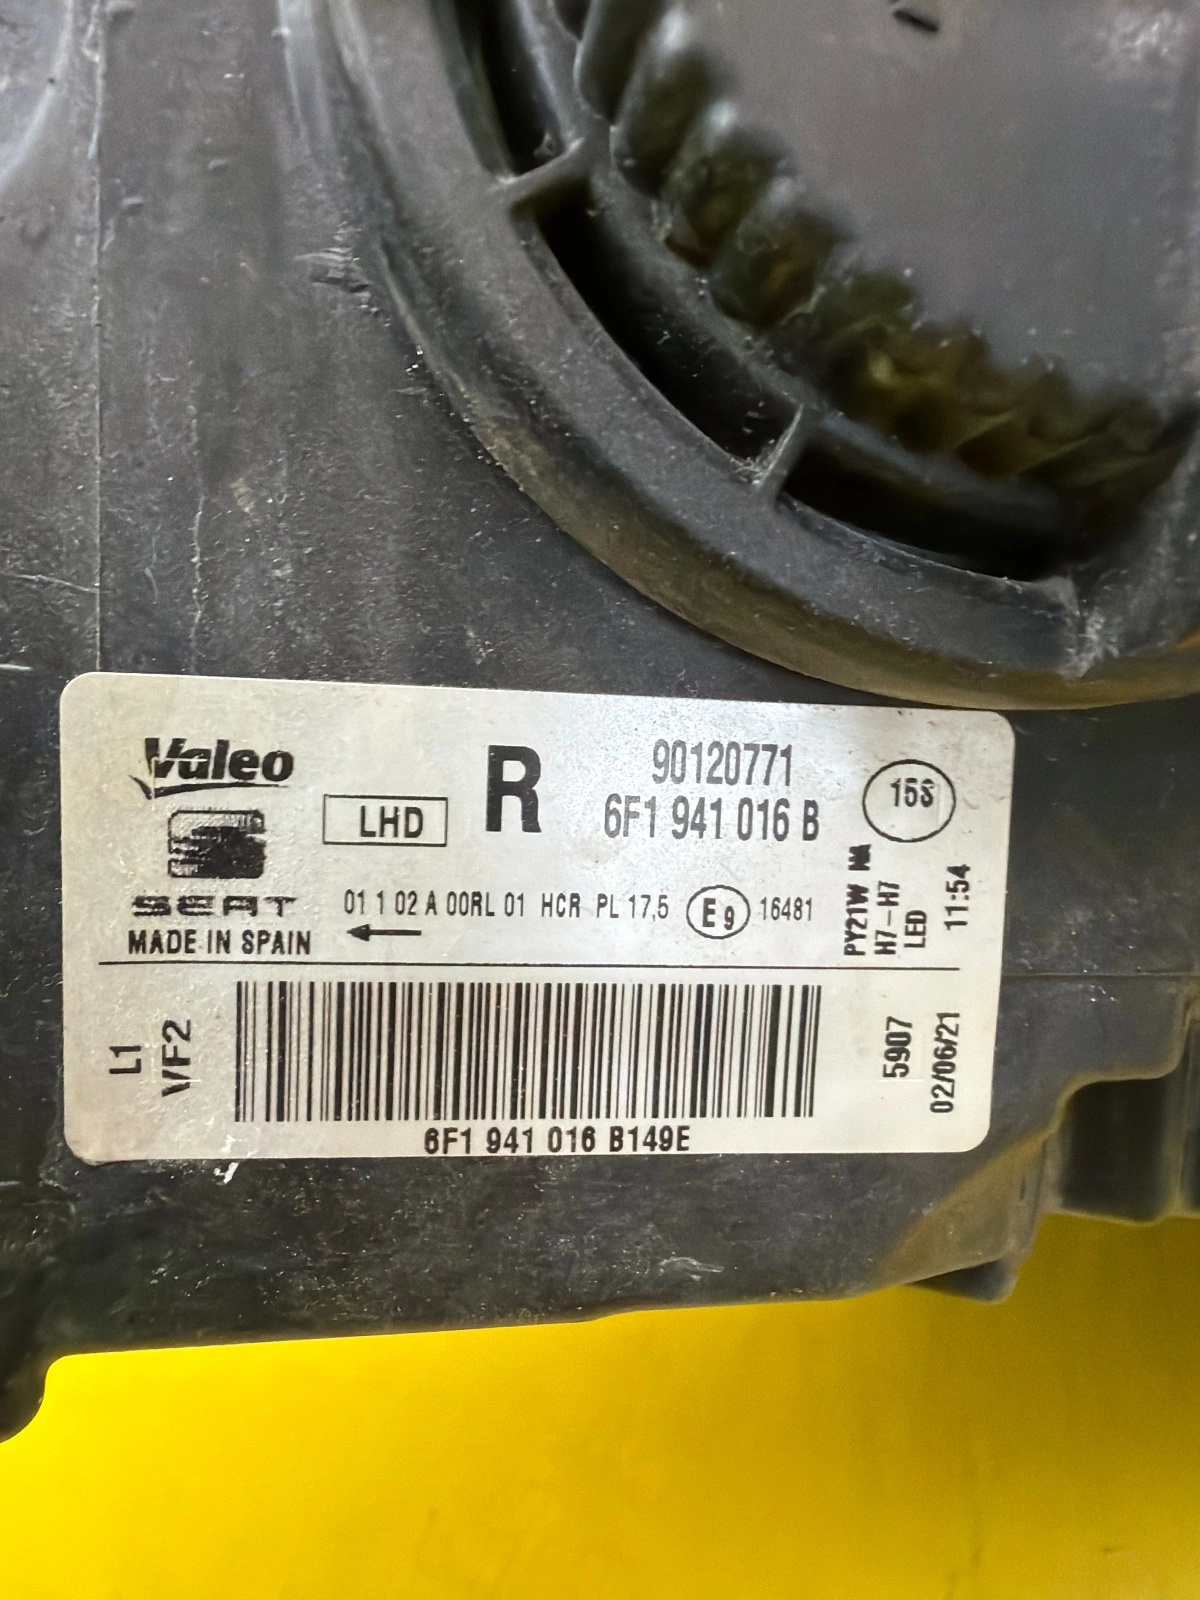 Valeo
SEAT
MADE IN SPAIN
LHD
R
90120771
6F1 941 016 B
15S
01 1 02 A 00RL 01 HCR PL 17,5
E9
16481
PY21W NA
H7-H7
LED
11:54
L1
VF2
5907
02/06/21
6F1 941 016 B149E